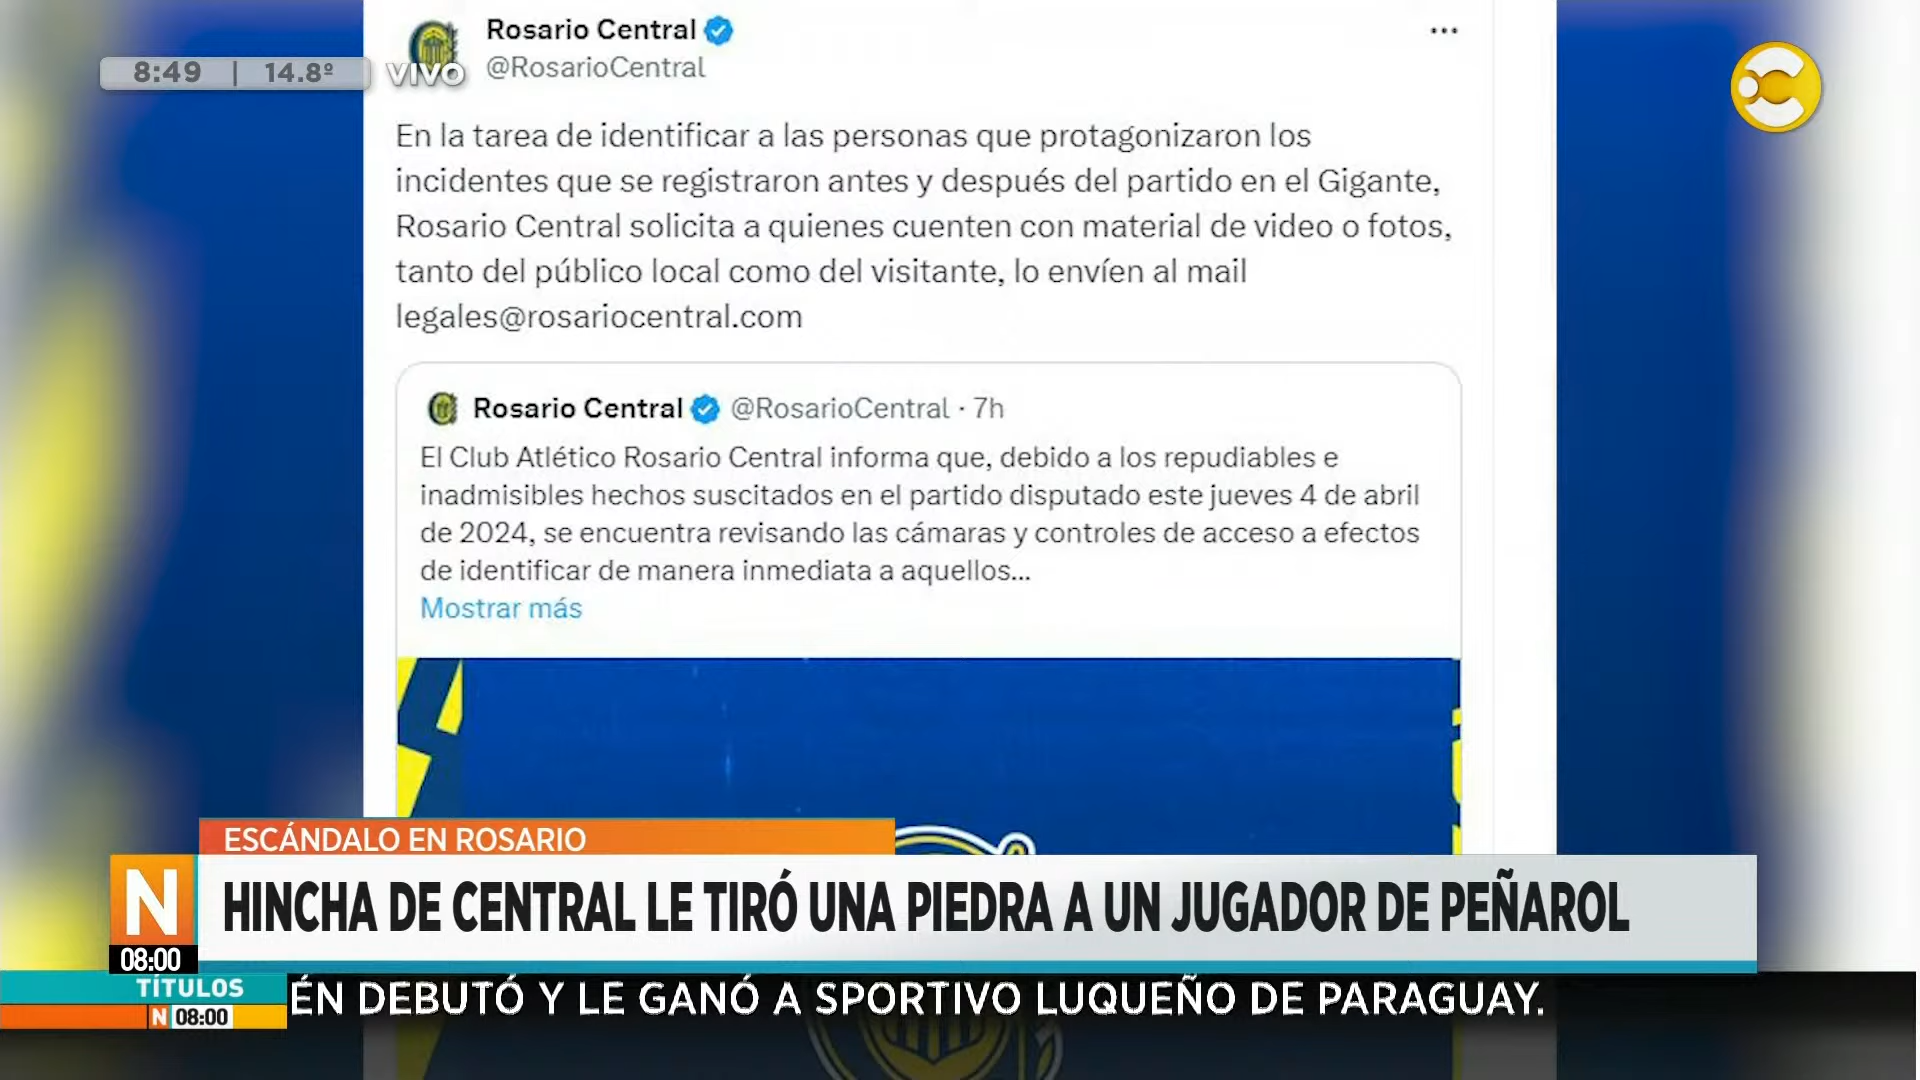 Rosario Central
@RosarioCentral
8:49 | 14.8º
VIVO
En la tarea de identificar a las personas que protagonizaron los
incidentes que se registraron antes y después del partido en el Gigante,
Rosario Central solicita a quienes cuenten con material de video o fotos,
tanto del público local como del visitante, lo envíen al mail
legales@rosariocentral.com
Rosario Central @RosarioCentral · 7h
El Club Atlético Rosario Central informa que, debido a los repudiables e
inadmisibles hechos suscitados en el partido disputado este jueves 4 de abril
de 2024, se encuentra revisando las cámaras y controles de acceso a efectos
de identificar de manera inmediata a aquellos...
Mostrar más
ESCÁNDALO EN ROSARIO
N
08:00
HINCHA DE CENTRAL LE TIRÓ UNA PIEDRA A UN JUGADOR DE PEÑAROL
TÍTULOS
N 08:00
ÉN DEBUTÓ Y LE GANÓ A SPORTIVO LUQUEÑO DE PARAGUAY.